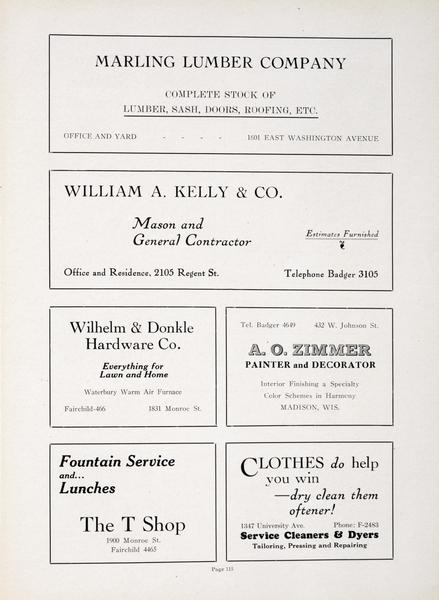 MARLING LUMBER COMPANY
COMPLETE STOCK OF
LUMBER, SASH, DOORS, ROOFING, ETC.
OFFICE AND YARD - - - - 1801 EAST WASHINGTON AVENUE
WILLIAM A. KELLY & CO.
Mason and
General Contractor
Estimates Furnished
Office and Residence, 2105 Regent St. Telephone Badger 3105
Wilhelm & Donkle
Hardware Co.
Everything for
Lawn and Home
Waterbury Warm Air Furnace
Fairchild-466 1831 Monroe St.
Tel. Badger 4649 432 W. Johnson St.
A. O. ZIMMER
PAINTER and DECORATOR
Interior Finishing a Specialty
Color Schemes in Harmony
MADISON, WIS.
Fountain Service
and...
Lunches
The T Shop
1900 Monroe St.
Fairchild 4465
CLOTHES do help
you win
—dry clean them
oftener!
1347 University Ave. Phone: F-2483
Service Cleaners & Dyers
Tailoring, Pressing and Repairing
Page 115